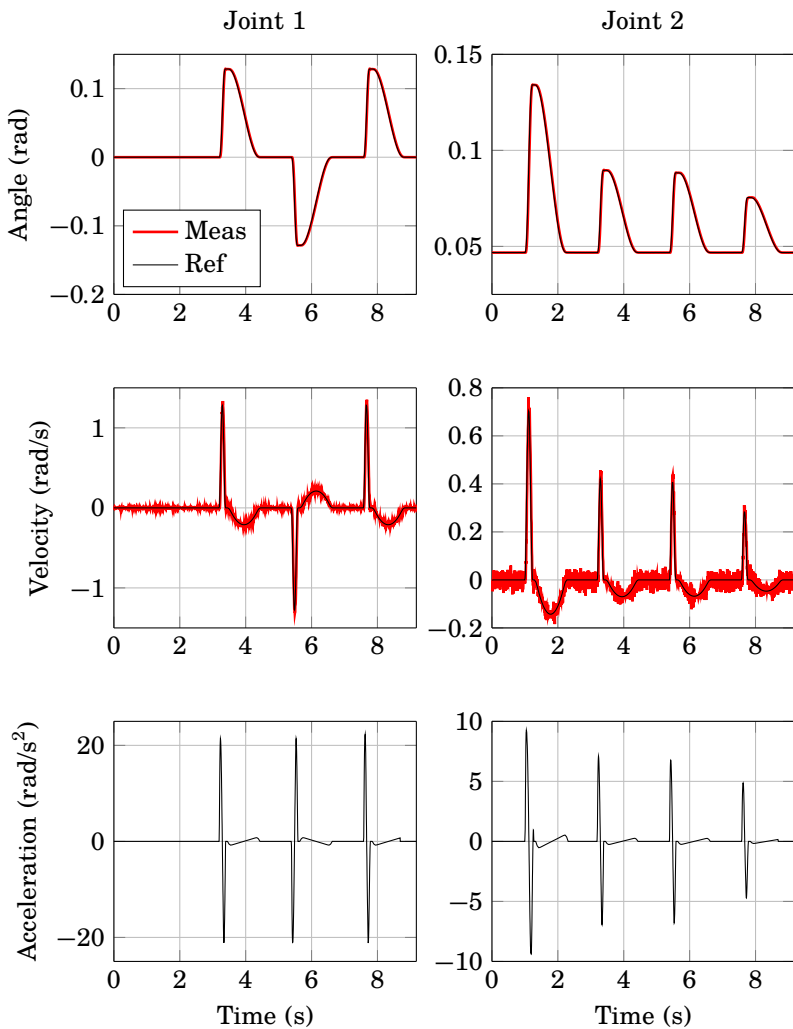 Joint 1 Joint 2
Angle (rad)
0.1
0
−0.1
−0.2
Meas
Ref
0 2 4 6 8
0.15
0.1
0.05
0 2 4 6 8
Velocity (rad/s)
1
0
−1
0 2 4 6 8
0.8
0.6
0.4
0.2
0
−0.2
0 2 4 6 8
Acceleration (rad/s²)
20
0
−20
0 2 4 6 8
Time (s)
10
5
0
−5
−10
0 2 4 6 8
Time (s)